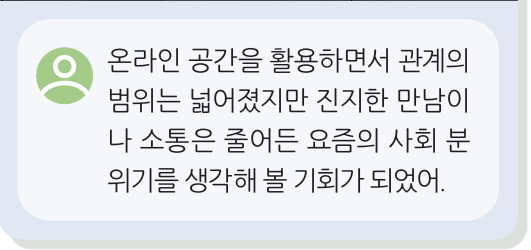 온라인 공간을 활용하면서 관계의
범위는 넓어졌지만 진지한 만남이
나 소통은 줄어든 요즘의 사회 분
위기를 생각해 볼 기회가 되었어.